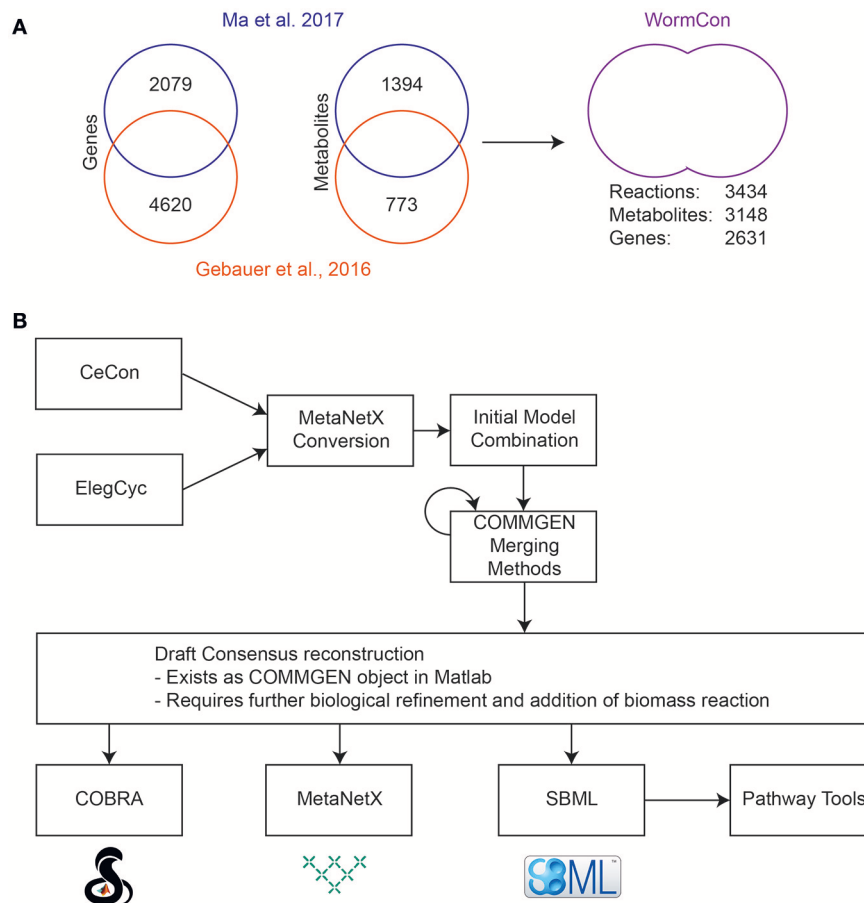 A
Ma et al. 2017
WormCon
2079
1394
Genes
Metabolites
4620
773
Reactions: 3434
Metabolites: 3148
Genes: 2631
Gebauer et al., 2016
B
CeCon
MetaNetX
Conversion
Initial Model
Combination
ElegCyc
COMMGEN
Merging
Methods
Draft Consensus reconstruction
- Exists as COMMGEN object in Matlab
- Requires further biological refinement and addition of biomass reaction
COBRA
MetaNetX
SBML
Pathway Tools
SBML™